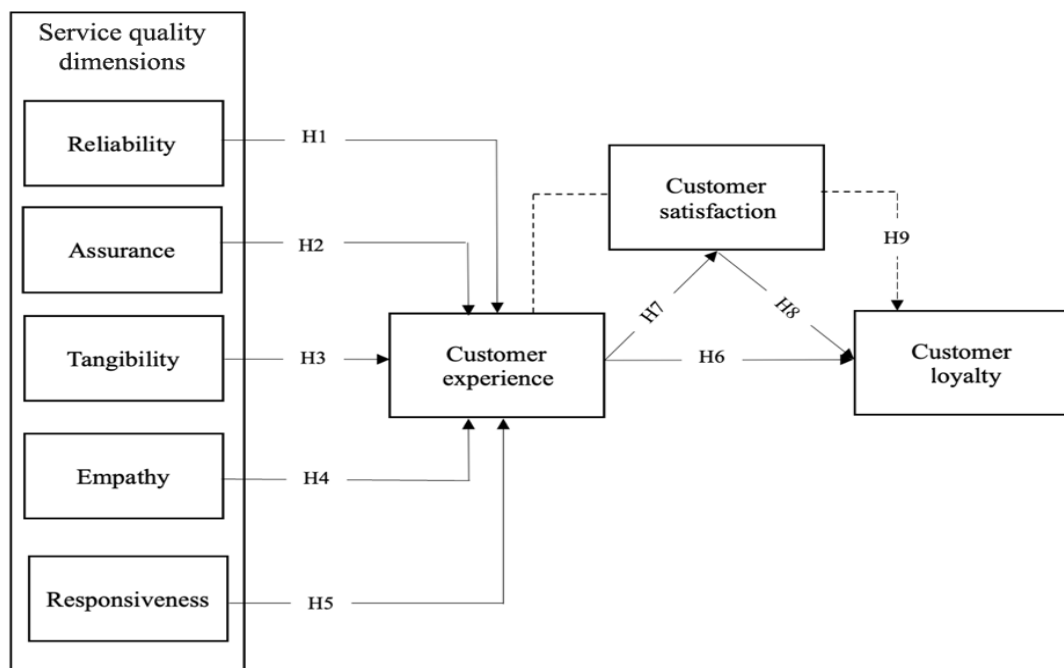 Service quality
dimensions
Reliability
H1
Assurance
H2
Tangibility
H3
Empathy
H4
Responsiveness
H5
Customer
experience
Customer
satisfaction
H7
H8
H6
H9
Customer
loyalty